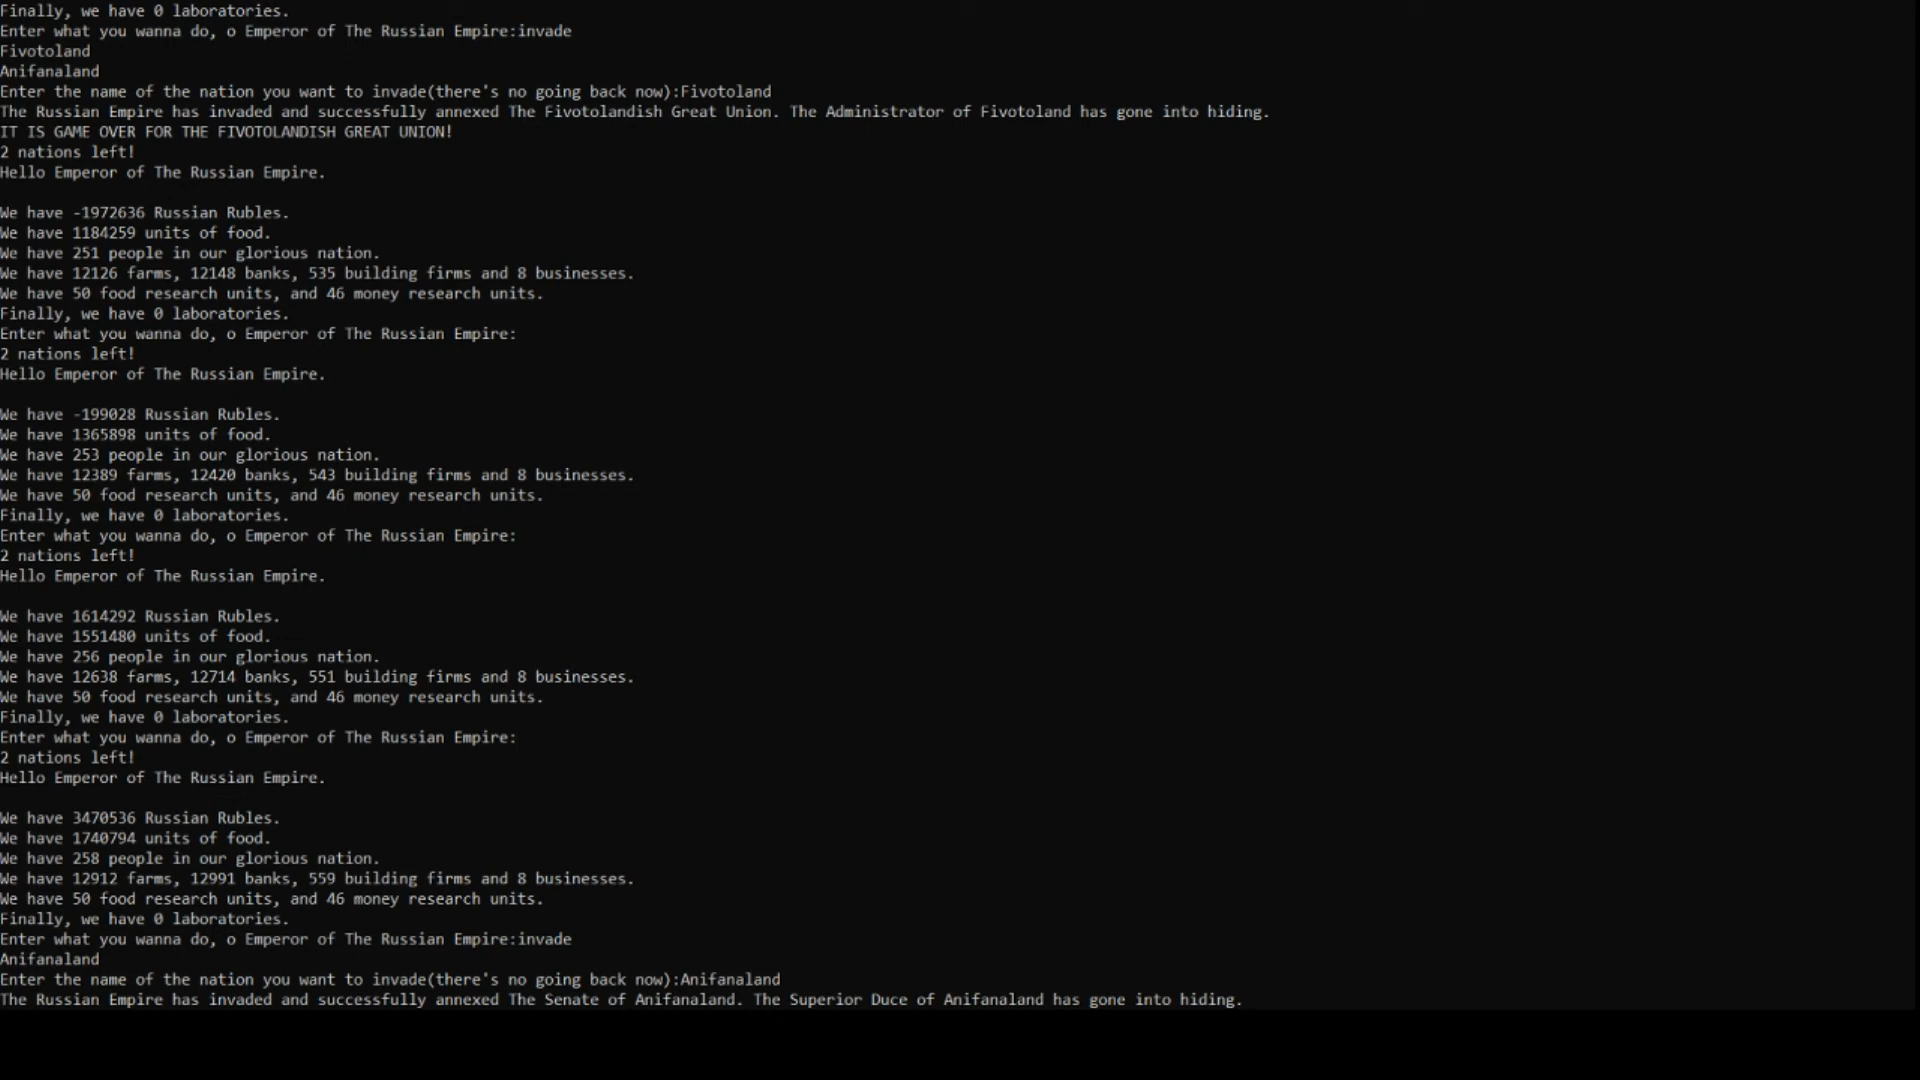 Finally, we have 0 laboratories.
Enter what you wanna do, o Emperor of The Russian Empire:invade
Fivotoland
Anifanaland
Enter the name of the nation you want to invade(there's no going back now):Fivotoland
The Russian Empire has invaded and successfully annexed The Fivotolandish Great Union. The Administrator of Fivotoland has gone into hiding.
IT IS GAME OVER FOR THE FIVOTOLANDISH GREAT UNION!
2 nations left!
Hello Emperor of The Russian Empire.
We have -1972636 Russian Rubles.
We have 1184259 units of food.
We have 251 people in our glorious nation.
We have 12126 farms, 12148 banks, 535 building firms and 8 businesses.
We have 50 food research units, and 46 money research units.
Finally, we have 0 laboratories.
Enter what you wanna do, o Emperor of The Russian Empire:
2 nations left!
Hello Emperor of The Russian Empire.
We have -199028 Russian Rubles.
We have 1365898 units of food.
We have 253 people in our glorious nation.
We have 12389 farms, 12420 banks, 543 building firms and 8 businesses.
We have 50 food research units, and 46 money research units.
Finally, we have 0 laboratories.
Enter what you wanna do, o Emperor of The Russian Empire:
2 nations left!
Hello Emperor of The Russian Empire.
We have 1614292 Russian Rubles.
We have 1551480 units of food.
We have 256 people in our glorious nation.
We have 12638 farms, 12714 banks, 551 building firms and 8 businesses.
We have 50 food research units, and 46 money research units.
Finally, we have 0 laboratories.
Enter what you wanna do, o Emperor of The Russian Empire:
2 nations left!
Hello Emperor of The Russian Empire.
We have 3470536 Russian Rubles.
We have 1740794 units of food.
We have 258 people in our glorious nation.
We have 12912 farms, 12991 banks, 559 building firms and 8 businesses.
We have 50 food research units, and 46 money research units.
Finally, we have 0 laboratories.
Enter what you wanna do, o Emperor of The Russian Empire:invade
Anifanaland
Enter the name of the nation you want to invade(there's no going back now):Anifanaland
The Russian Empire has invaded and successfully annexed The Senate of Anifanaland. The Superior Duce of Anifanaland has gone into hiding.